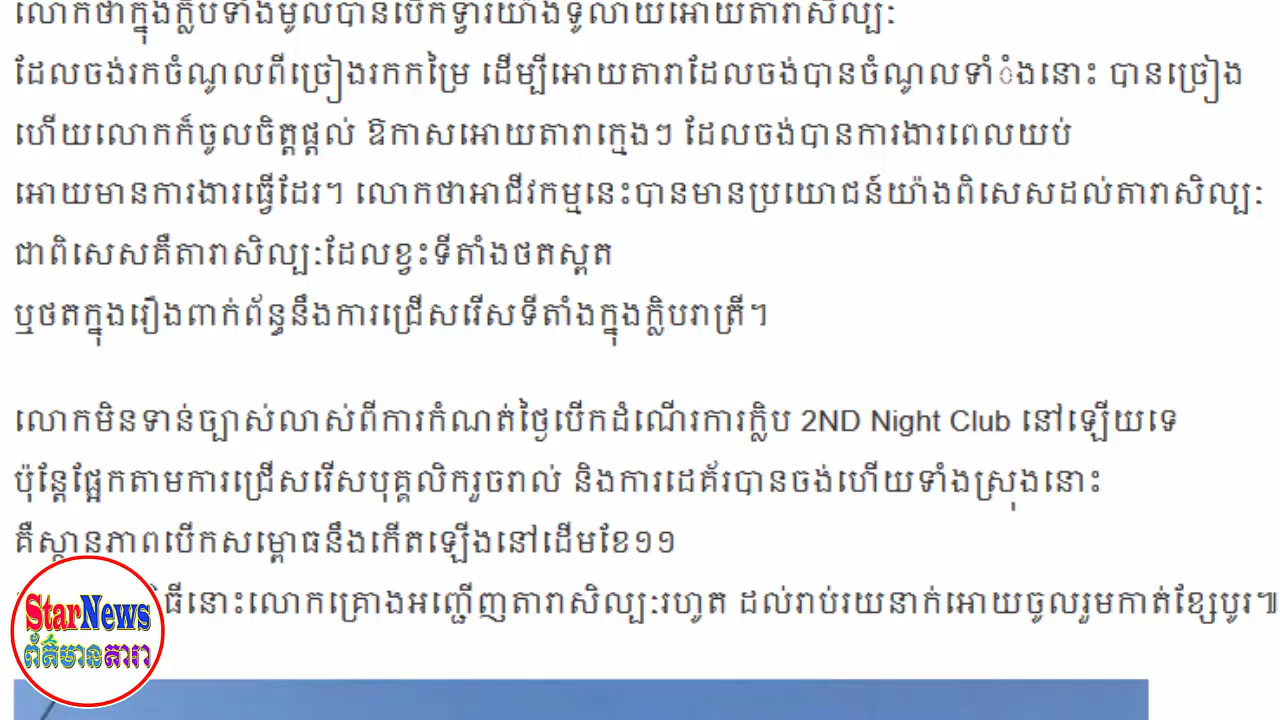 លោកថាក្នុងក្លិបទាំងមូលបានបើកទ្វារយ៉ាងទូលាយអោយតារាសិល្បៈ
ដែលចង់រកចំណូលពីច្រៀងរកកម្រៃ ដើម្បីអោយតារាដែលចង់បានចំណូលទាំំងនោះ បានច្រៀង
ហើយលោកក៏ចូលចិត្តផ្តល់ ឱកាសអោយតារាក្មេងៗ ដែលចង់បានការងារពេលយប់
អោយមានការងារធ្វើដែរ។ លោកថាអាជីវកម្មនេះបានមានប្រយោជន៍យ៉ាងពិសេសដល់តារាសិល្បៈ
ជាពិសេសគឺតារាសិល្បៈដែលខ្វះទីតាំងថតស្ពត
ឬថតក្នុងរឿងពាក់ព័ន្ធនឹងការជ្រើសរើសទីតាំងក្នុងក្លិបរាត្រី។
លោកមិនទាន់ច្បាស់លាស់ពីការកំណត់ថ្ងៃបើកដំណើរការក្លិប 2ND Night Club នៅឡើយទេ
ប៉ុន្តែផ្អែកតាមការជ្រើសរើសបុគ្គលិករួចរាល់ និងការដេគ័របានចង់ហើយទាំងស្រុងនោះ
គឺស្ថានភាពបើកសម្ពោធនឹងកើតឡើងនៅដើមខែ១១
ពិធីនោះលោកគ្រោងអញ្ជើញតារាសិល្បៈរហូត ដល់រាប់រយនាក់អោយចូលរួមកាត់ខ្សែបូរ៕
StarNews
ព័ត៌មានតារា